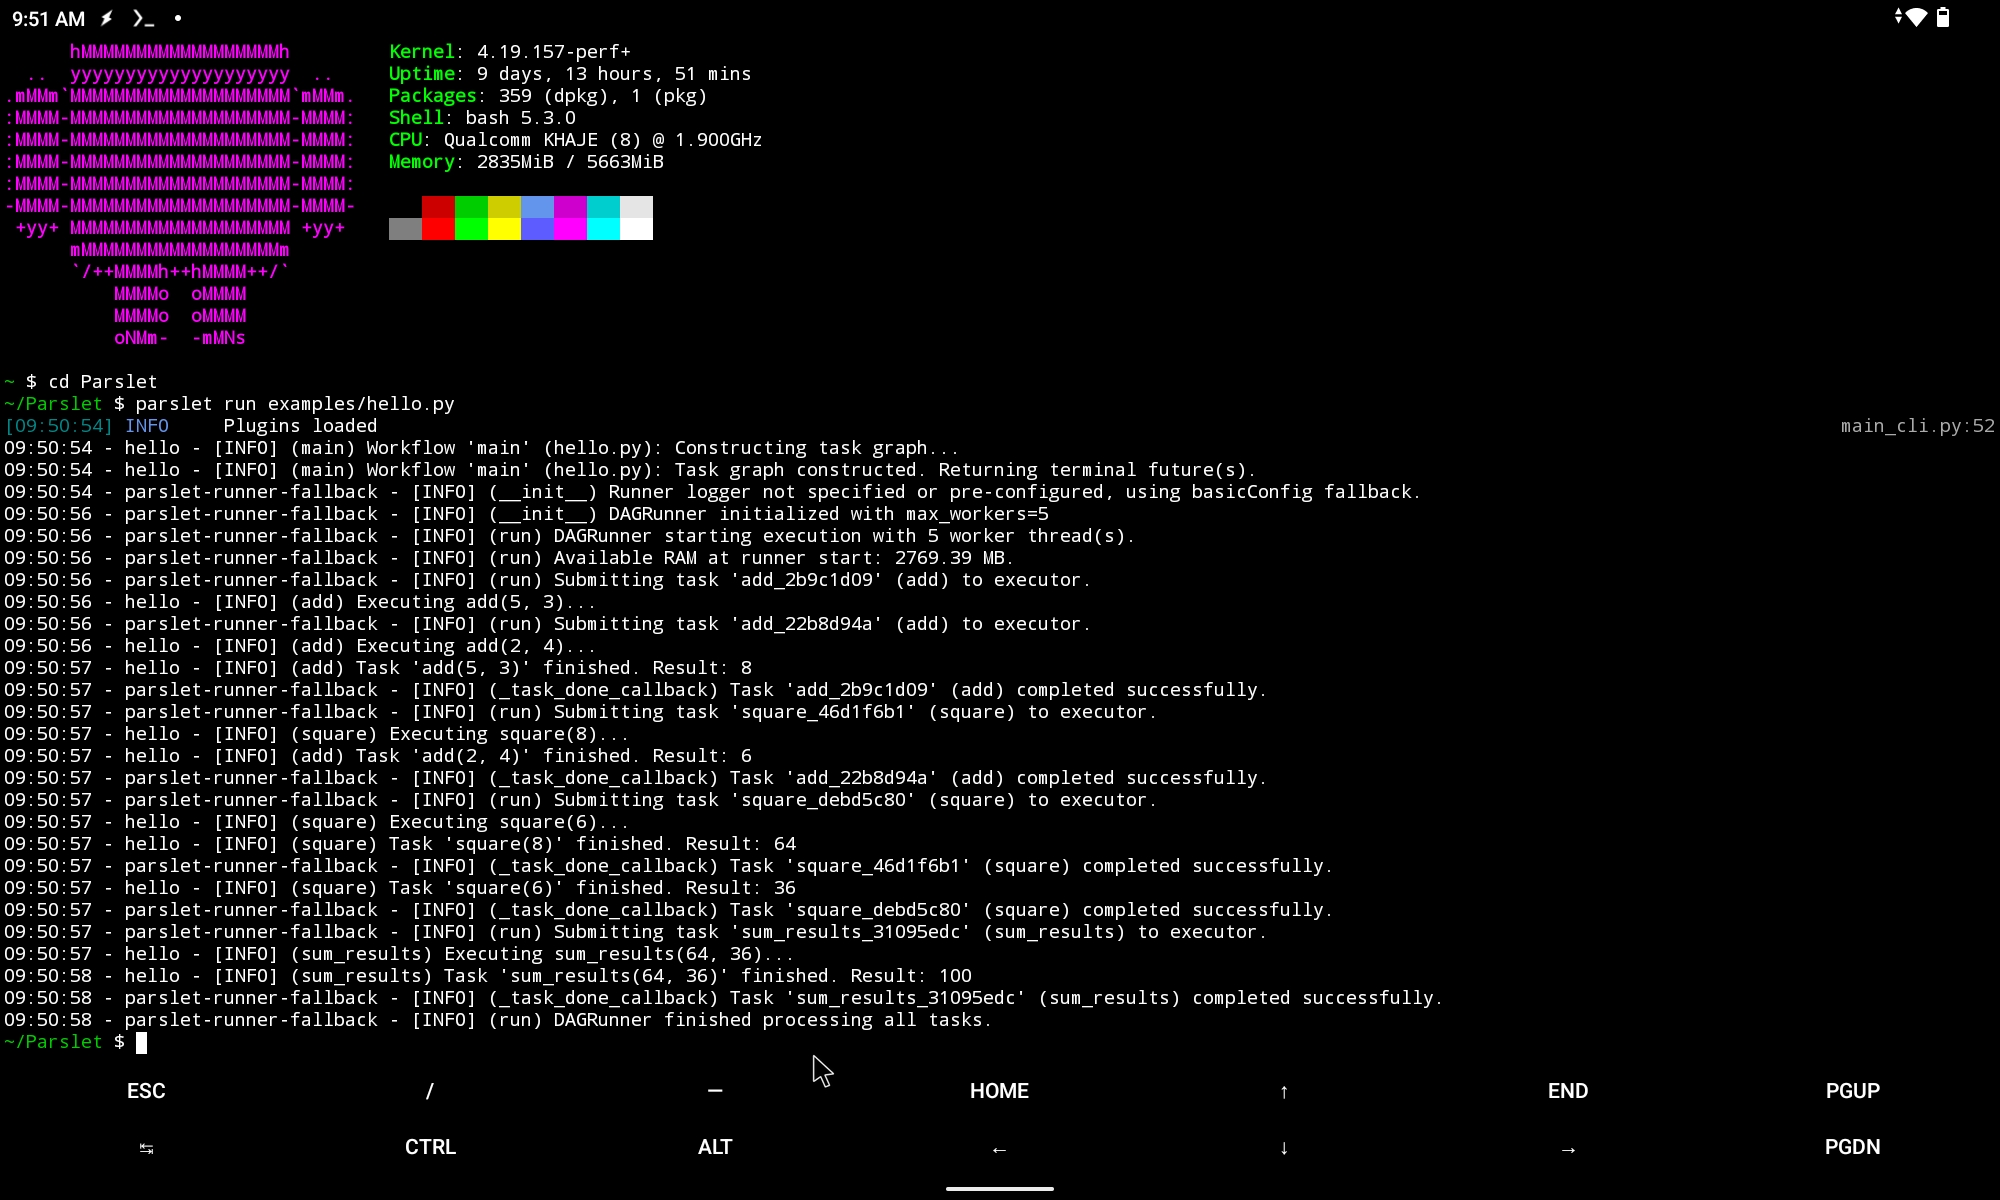 9:51 AM
hMMMMMMMMMMMMMMMMMMh
.. yyyyyyyyyyyyyyyyyyyy ..
.mMMm`MMMMMMMMMMMMMMMMMMMM`mMMm.
:MMMM-MMMMMMMMMMMMMMMMMMMM-MMMM:
:MMMM-MMMMMMMMMMMMMMMMMMMM-MMMM:
:MMMM-MMMMMMMMMMMMMMMMMMMM-MMMM:
:MMMM-MMMMMMMMMMMMMMMMMMMM-MMMM:
-MMMM-MMMMMMMMMMMMMMMMMMMM-MMMM-
+yy+ MMMMMMMMMMMMMMMMMMMM +yy+
mMMMMMMMMMMMMMMMMMMm
`/++MMMMh++hMMMM++/`
MMMMo oMMMM
MMMMo oMMMM
oNMm- -mMNs
Kernel: 4.19.157-perf+
Uptime: 9 days, 13 hours, 51 mins
Packages: 359 (dpkg), 1 (pkg)
Shell: bash 5.3.0
CPU: Qualcomm KHAJE (8) @ 1.900GHz
Memory: 2835MiB / 5663MiB
~ $ cd Parslet
~/Parslet $ parslet run examples/hello.py
[09:50:54] INFO     Plugins loaded main_cli.py:52
09:50:54 - hello - [INFO] (main) Workflow 'main' (hello.py): Constructing task graph...
09:50:54 - hello - [INFO] (main) Workflow 'main' (hello.py): Task graph constructed. Returning terminal future(s).
09:50:54 - parslet-runner-fallback - [INFO] (__init__) Runner logger not specified or pre-configured, using basicConfig fallback.
09:50:56 - parslet-runner-fallback - [INFO] (__init__) DAGRunner initialized with max_workers=5
09:50:56 - parslet-runner-fallback - [INFO] (run) DAGRunner starting execution with 5 worker thread(s).
09:50:56 - parslet-runner-fallback - [INFO] (run) Available RAM at runner start: 2769.39 MB.
09:50:56 - parslet-runner-fallback - [INFO] (run) Submitting task 'add_2b9c1d09' (add) to executor.
09:50:56 - hello - [INFO] (add) Executing add(5, 3)...
09:50:56 - parslet-runner-fallback - [INFO] (run) Submitting task 'add_22b8d94a' (add) to executor.
09:50:56 - hello - [INFO] (add) Executing add(2, 4)...
09:50:57 - hello - [INFO] (add) Task 'add(5, 3)' finished. Result: 8
09:50:57 - parslet-runner-fallback - [INFO] (_task_done_callback) Task 'add_2b9c1d09' (add) completed successfully.
09:50:57 - parslet-runner-fallback - [INFO] (run) Submitting task 'square_46d1f6b1' (square) to executor.
09:50:57 - hello - [INFO] (square) Executing square(8)...
09:50:57 - hello - [INFO] (add) Task 'add(2, 4)' finished. Result: 6
09:50:57 - parslet-runner-fallback - [INFO] (_task_done_callback) Task 'add_22b8d94a' (add) completed successfully.
09:50:57 - parslet-runner-fallback - [INFO] (run) Submitting task 'square_debd5c80' (square) to executor.
09:50:57 - hello - [INFO] (square) Executing square(6)...
09:50:57 - hello - [INFO] (square) Task 'square(8)' finished. Result: 64
09:50:57 - parslet-runner-fallback - [INFO] (_task_done_callback) Task 'square_46d1f6b1' (square) completed successfully.
09:50:57 - hello - [INFO] (square) Task 'square(6)' finished. Result: 36
09:50:57 - parslet-runner-fallback - [INFO] (_task_done_callback) Task 'square_debd5c80' (square) completed successfully.
09:50:57 - parslet-runner-fallback - [INFO] (run) Submitting task 'sum_results_31095edc' (sum_results) to executor.
09:50:57 - hello - [INFO] (sum_results) Executing sum_results(64, 36)...
09:50:58 - hello - [INFO] (sum_results) Task 'sum_results(64, 36)' finished. Result: 100
09:50:58 - parslet-runner-fallback - [INFO] (_task_done_callback) Task 'sum_results_31095edc' (sum_results) completed successfully.
09:50:58 - parslet-runner-fallback - [INFO] (run) DAGRunner finished processing all tasks.
~/Parslet $
ESC / — HOME ↑ END PGUP
↹ CTRL ALT ← ↓ → PGDN